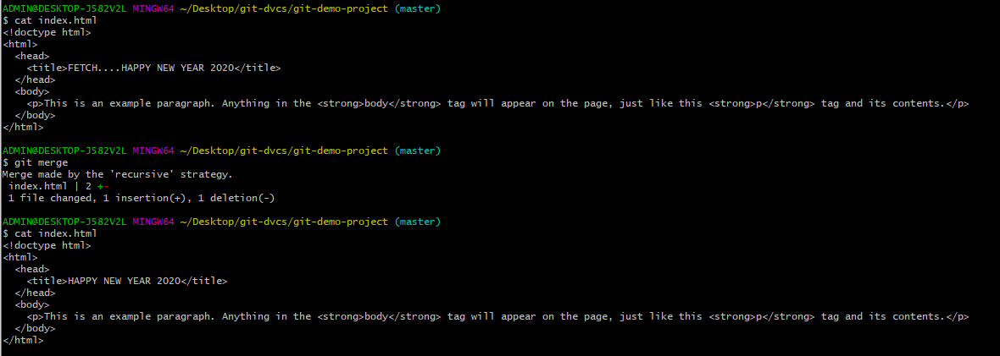 ADMIN@DESKTOP-J582V2L MINGW64 ~/Desktop/git-dvcs/git-demo-project (master)
$ cat index.html
<!doctype html>
<html>
  <head>
    <title>FETCH....HAPPY NEW YEAR 2020</title>
  </head>
  <body>
    <p>This is an example paragraph. Anything in the <strong>body</strong> tag will appear on the page, just like this <strong>p</strong> tag and its contents.</p>
  </body>
</html>
ADMIN@DESKTOP-J582V2L MINGW64 ~/Desktop/git-dvcs/git-demo-project (master)
$ git merge
Merge made by the 'recursive' strategy.
 index.html | 2 +-
 1 file changed, 1 insertion(+), 1 deletion(-)
ADMIN@DESKTOP-J582V2L MINGW64 ~/Desktop/git-dvcs/git-demo-project (master)
$ cat index.html
<!doctype html>
<html>
  <head>
    <title>HAPPY NEW YEAR 2020</title>
  </head>
  <body>
    <p>This is an example paragraph. Anything in the <strong>body</strong> tag will appear on the page, just like this <strong>p</strong> tag and its contents.</p>
  </body>
</html>